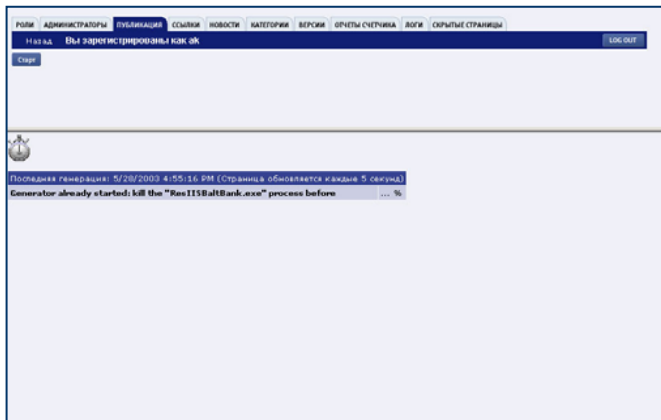 РОЛИ АДМИНИСТРАТОРЫ ПУБЛИКАЦИЯ ССЫЛКИ НОВОСТИ КАТЕГОРИИ ВЕРСИИ ОТЧЕТЫ СЧЕТЧИКА ЛОГИ СКРЫТЫЕ СТРАНИЦЫ
Назад Вы зарегистрированы как ak LOG OUT
Старт
Последняя генерация: 5/28/2003 4:55:16 PM (Страница обновляется каждые 5 секунд)
Generator already started: kill the "ResIISBaltBank.exe" process before ... %